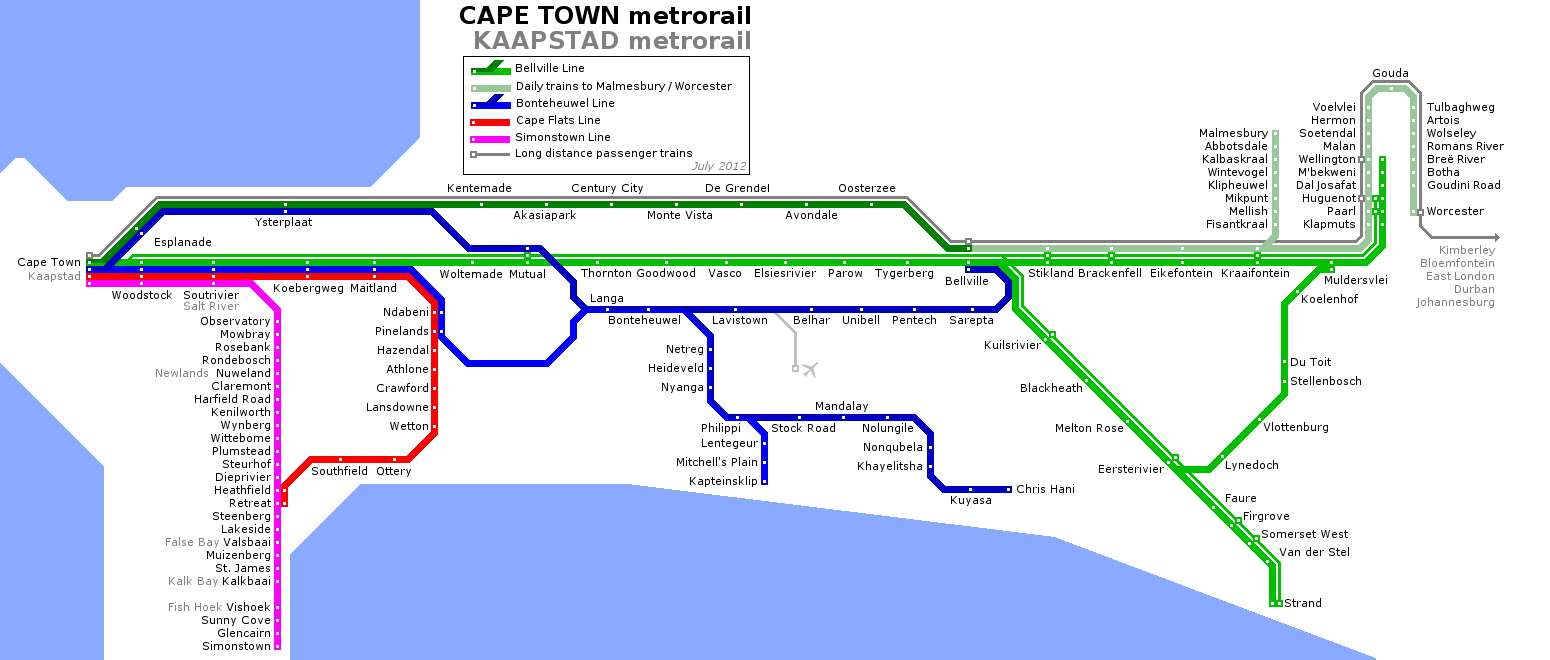 CAPE TOWN metrorail
KAAPSTAD metrorail
Bellville Line
Daily trains to Malmesbury / Worcester
Bonteheuwel Line
Cape Flats Line
Simonstown Line
Long distance passenger trains
July 2012
Gouda
Voelvlei
Hermon
Soetendal
Malan
Wellington
M'bekweni
Dal Josafat
Huguenot
Paarl
Klapmuts
Tulbaghweg
Artois
Wolseley
Romans River
Breë River
Botha
Goudini Road
Worcester
Malmesbury
Abbotsdale
Kalbaskraal
Wintevogel
Klipheuwel
Mikpunt
Mellish
Fisantkraal
Kimberley
Bloemfontein
East London
Durban
Johannesburg
Kentemade
Century City
De Grendel
Oosterzee
Ysterplaat
Akasiapark
Monte Vista
Avondale
Esplanade
Cape Town
Kaapstad
Woodstock
Soutrivier
Salt River
Koebergweg
Maitland
Woltemade
Mutual
Thornton
Goodwood
Vasco
Elsiesrivier
Parow
Tygerberg
Bellville
Stikland
Brackenfell
Eikefontein
Kraaifontein
Muldersvlei
Koelenhof
Du Toit
Stellenbosch
Vlottenburg
Lynedoch
Langa
Bonteheuwel
Lavistown
Belhar
Unibell
Pentech
Sarepta
Ndabeni
Pinelands
Hazendal
Athlone
Crawford
Lansdowne
Wetton
Southfield
Ottery
Netreg
Heideveld
Nyanga
Philippi
Lentegeur
Mitchell's Plain
Kapteinsklip
Stock Road
Mandalay
Nolungile
Nonqubela
Khayelitsha
Kuyasa
Chris Hani
Kuilsrivier
Blackheath
Melton Rose
Eersterivier
Faure
Firgrove
Somerset West
Van der Stel
Strand
Observatory
Mowbray
Rosebank
Rondebosch
Newlands Nuweland
Claremont
Harfield Road
Kenilworth
Wynberg
Wittebome
Plumstead
Steurhof
Dieprivier
Heathfield
Retreat
Steenberg
Lakeside
False Bay Valsbaai
Muizenberg
St. James
Kalk Bay Kalkbaai
Fish Hoek Vishoek
Sunny Cove
Glencairn
Simonstown